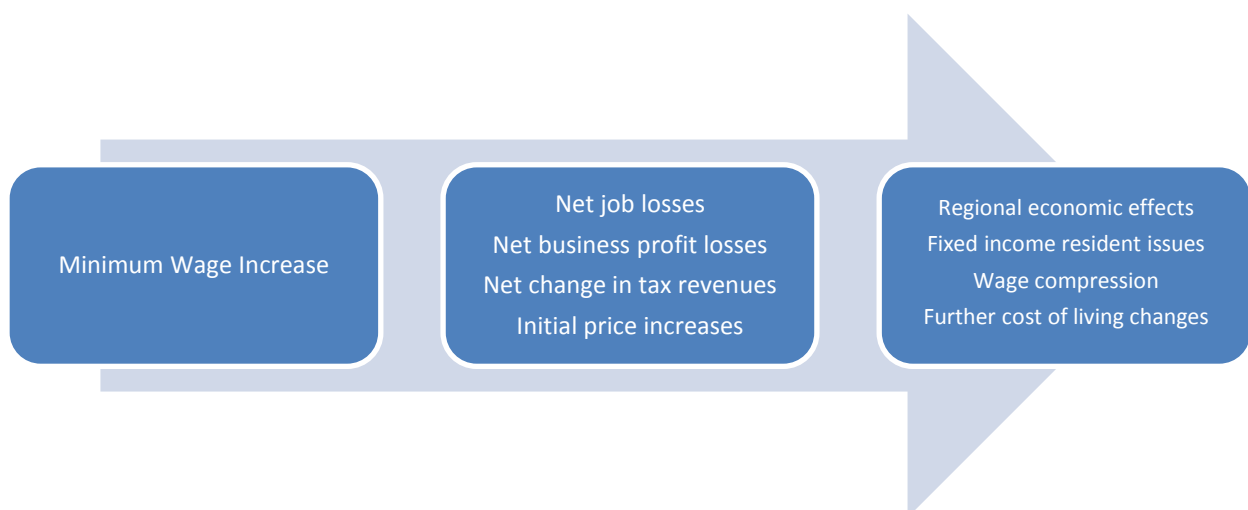 Minimum Wage Increase
Net job losses
Net business profit losses
Net change in tax revenues
Initial price increases
Regional economic effects
Fixed income resident issues
Wage compression
Further cost of living changes